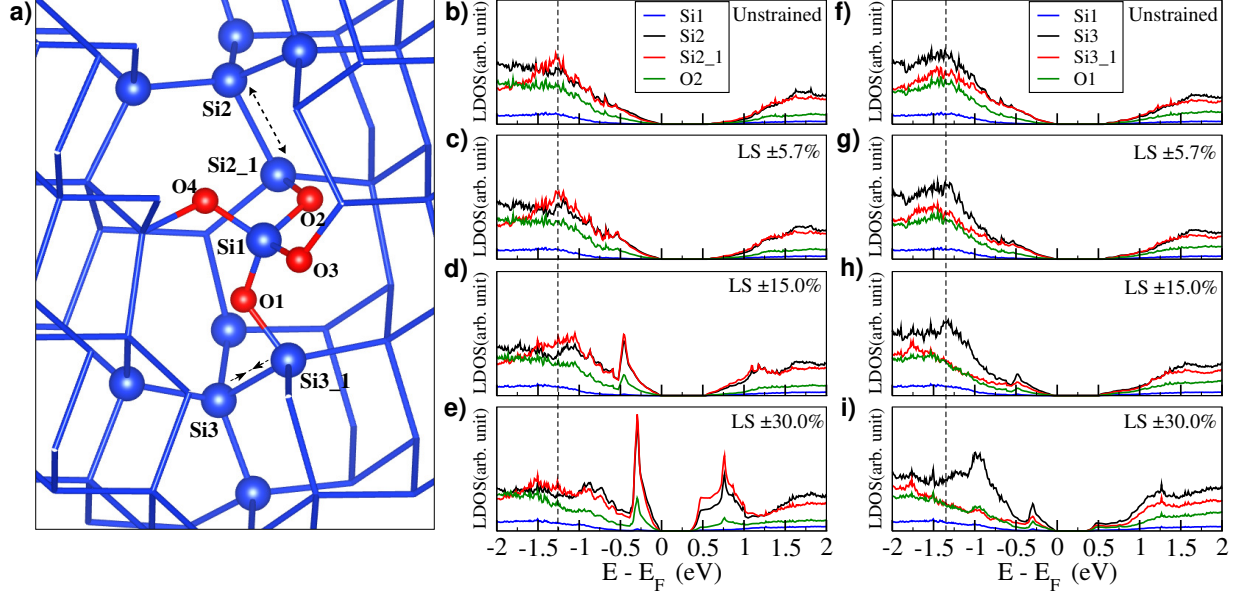 a)
Si2
Si2_1
O4
O2
Si1
O3
O1
Si3_1
Si3
b)
Si1
Si2
Si2_1
O2
Unstrained
LDOS(arb. unit)
c)
LS ±5.7%
LDOS(arb. unit)
d)
LS ±15.0%
LDOS(arb. unit)
e)
LS ±30.0%
LDOS(arb. unit)
-2 -1.5 -1 -0.5 0 0.5 1 1.5 2
E - E_F (eV)
f)
Si1
Si3
Si3_1
O1
Unstrained
LDOS(arb. unit)
g)
LS ±5.7%
LDOS(arb. unit)
h)
LS ±15.0%
LDOS(arb. unit)
i)
LS ±30.0%
LDOS(arb. unit)
-2 -1.5 -1 -0.5 0 0.5 1 1.5 2
E - E_F (eV)